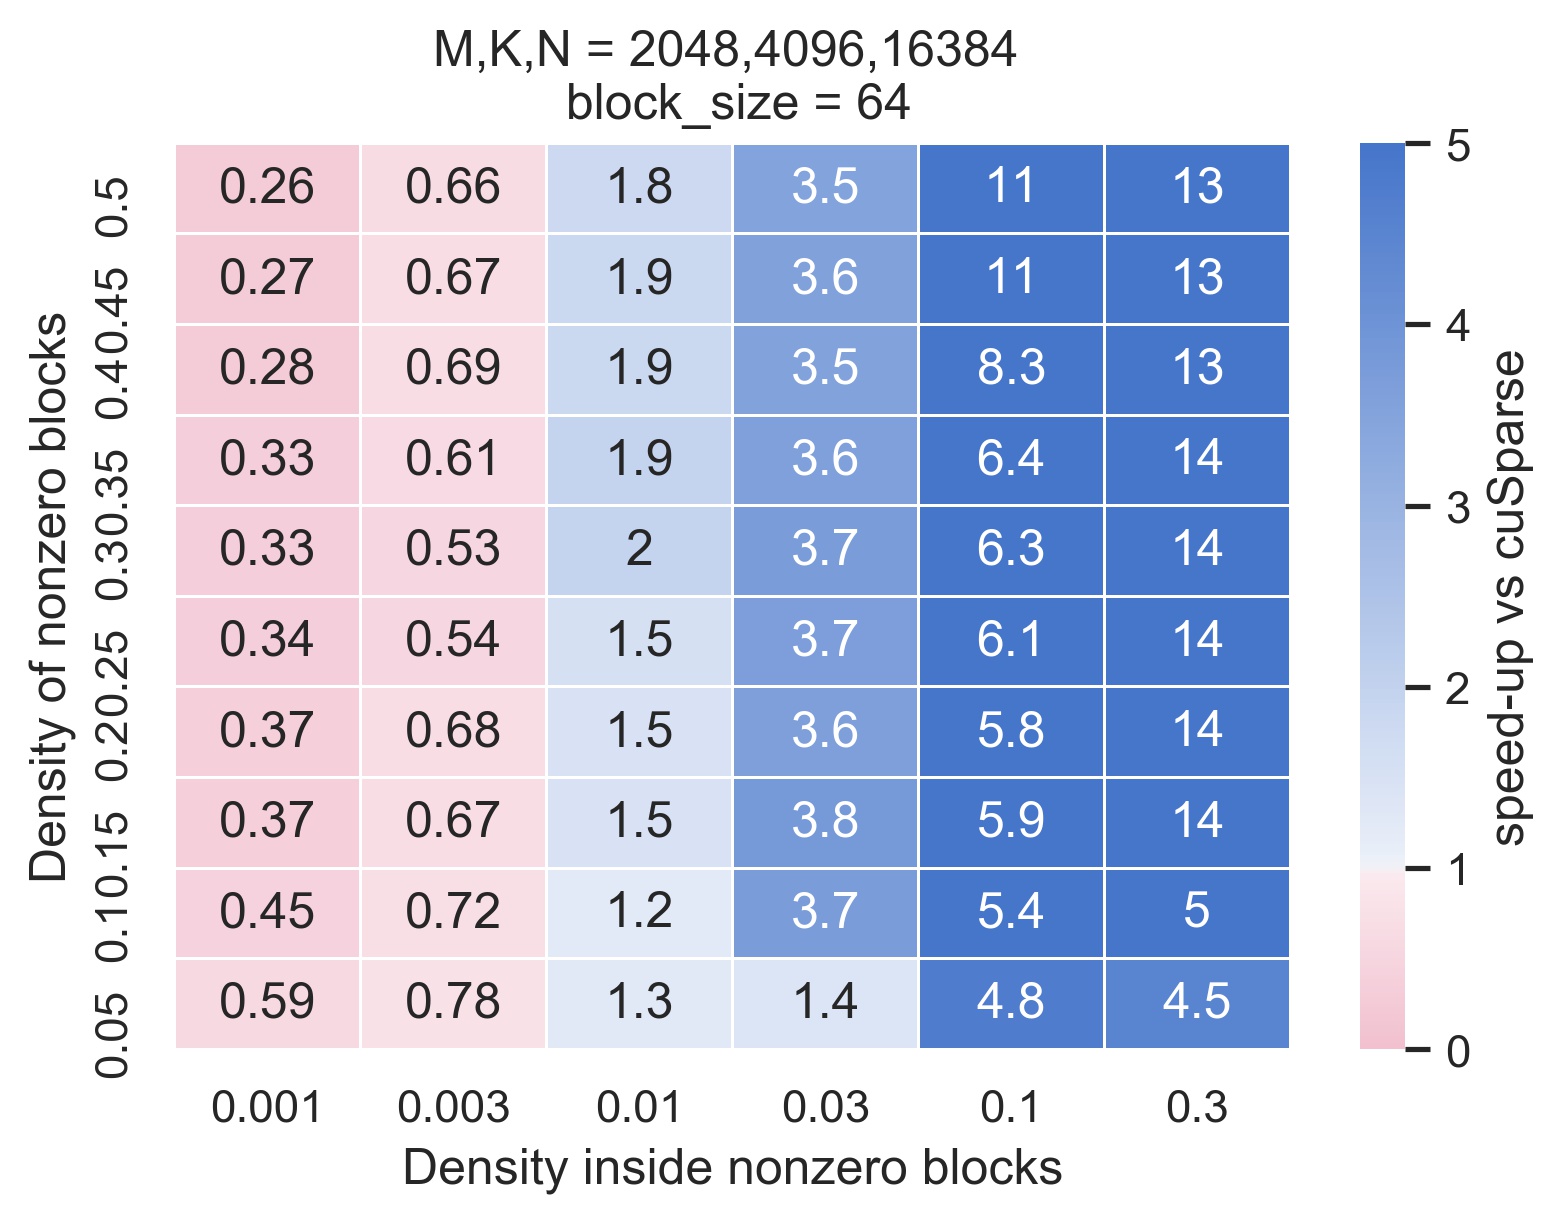 M,K,N = 2048,4096,16384
block_size = 64
Density of nonzero blocks
0.5 0.26 0.66 1.8 3.5 11 13
0.45 0.27 0.67 1.9 3.6 11 13
0.4 0.28 0.69 1.9 3.5 8.3 13
0.35 0.33 0.61 1.9 3.6 6.4 14
0.3 0.33 0.53 2 3.7 6.3 14
0.25 0.34 0.54 1.5 3.7 6.1 14
0.2 0.37 0.68 1.5 3.6 5.8 14
0.15 0.37 0.67 1.5 3.8 5.9 14
0.1 0.45 0.72 1.2 3.7 5.4 5
0.05 0.59 0.78 1.3 1.4 4.8 4.5
0.001 0.003 0.01 0.03 0.1 0.3
Density inside nonzero blocks
5
4
3
2
1
0
speed-up vs cuSparse